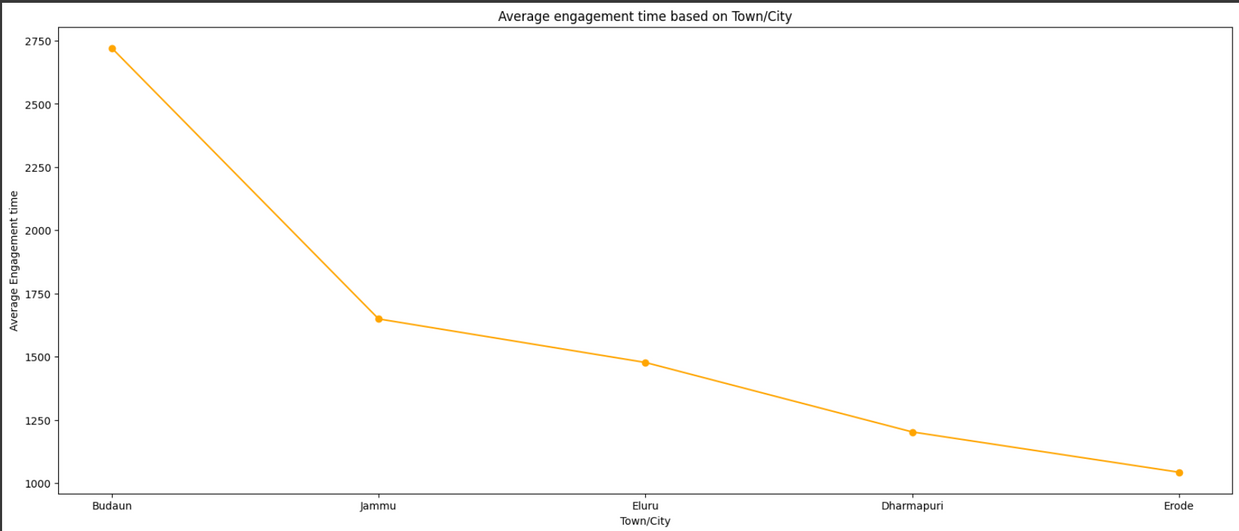 Average engagement time based on Town/City
2750
2500
2250
2000
1750
1500
1250
1000
Average Engagement time
Budaun Jammu Eluru Dharmapuri Erode
Town/City